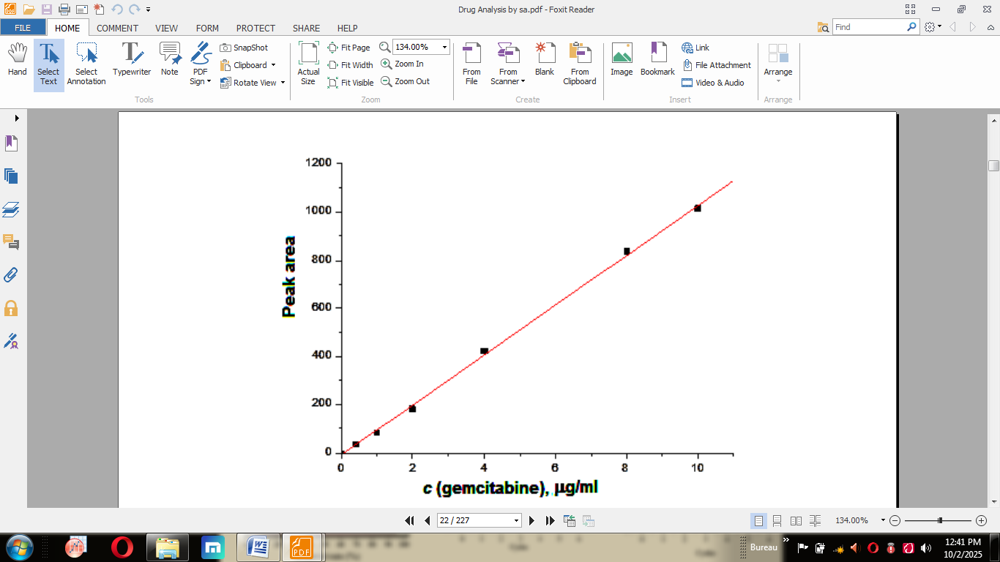 Drug Analysis by sa.pdf - Foxit Reader
FILE HOME COMMENT VIEW FORM PROTECT SHARE HELP
Find
Hand
Select Text
Select Annotation
Typewriter
Note
PDF Sign
SnapShot
Clipboard
Rotate View
Tools
Actual Size
Fit Page
Fit Width
Fit Visible
134.00%
Zoom In
Zoom Out
Zoom
From File
From Scanner
Blank
From Clipboard
Create
Image
Bookmark
Link
File Attachment
Video & Audio
Insert
Arrange
Arrange
1200
1000
800
600
400
200
0
Peak area
0 2 4 6 8 10
c (gemcitabine), µg/ml
22 / 227
134.00%
PDF
Bureau
12:41 PM
10/2/2025